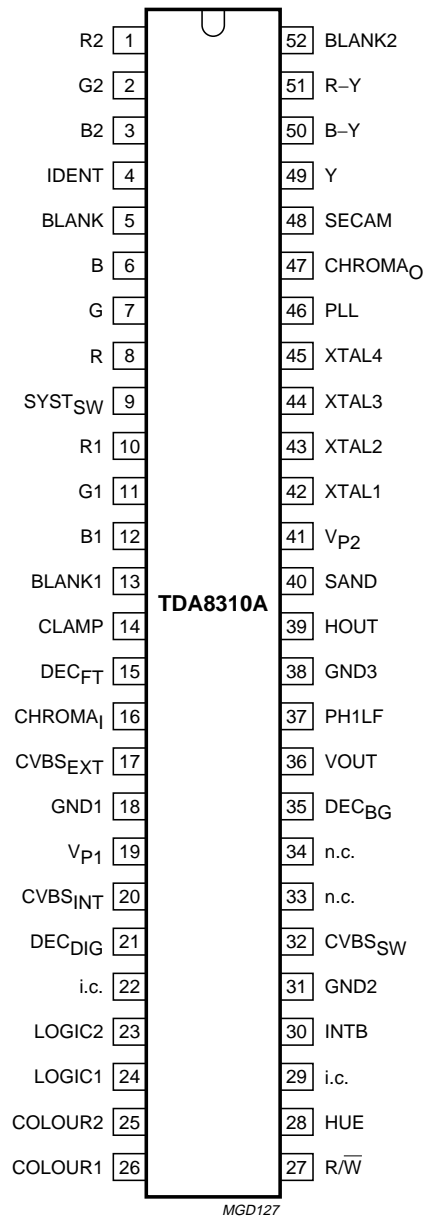 R2 1 52 BLANK2
G2 2 51 R−Y
B2 3 50 B−Y
IDENT 4 49 Y
BLANK 5 48 SECAM
B 6 47 CHROMAO
G 7 46 PLL
R 8 45 XTAL4
SYSTSW 9 44 XTAL3
R1 10 43 XTAL2
G1 11 42 XTAL1
B1 12 41 VP2
BLANK1 13 40 SAND
TDA8310A
CLAMP 14 39 HOUT
DECFT 15 38 GND3
CHROMAI 16 37 PH1LF
CVBSEXT 17 36 VOUT
GND1 18 35 DECBG
VP1 19 34 n.c.
CVBSINT 20 33 n.c.
DECDIG 21 32 CVBSSW
i.c. 22 31 GND2
LOGIC2 23 30 INTB
LOGIC1 24 29 i.c.
COLOUR2 25 28 HUE
COLOUR1 26 27 R/W̅
MGD127